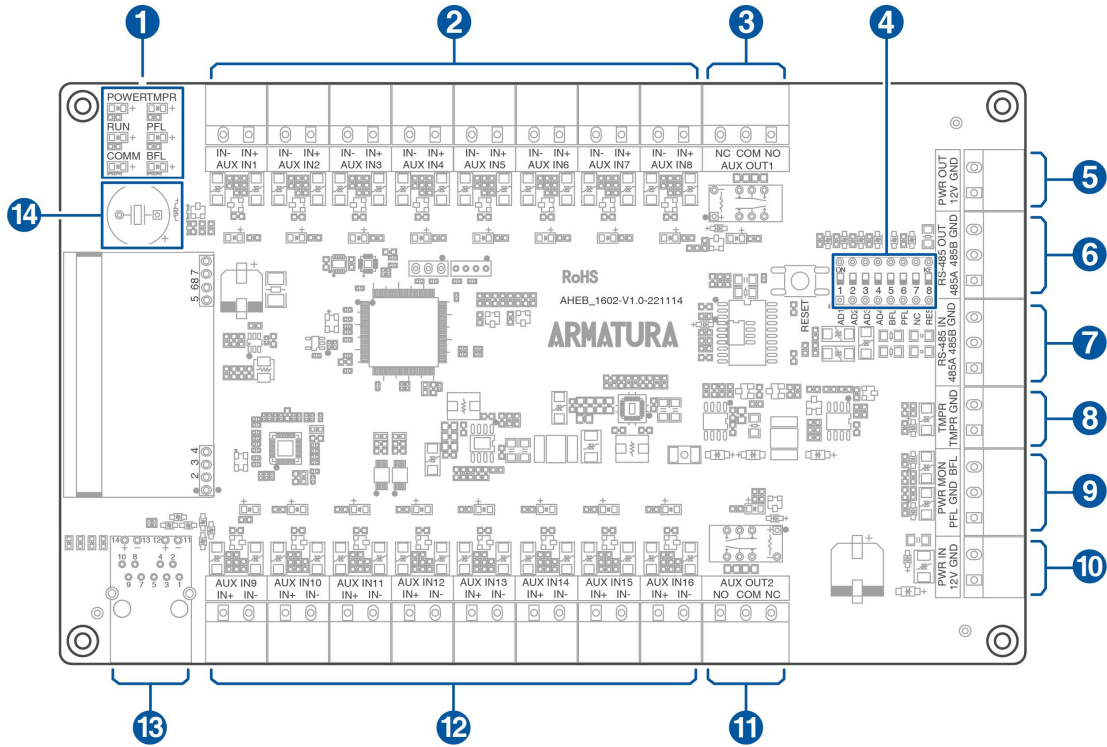 1
2
3
4
POWER TMPR
RUN PFL
COMM BFL
14
IN- IN+ IN- IN+ IN- IN+ IN- IN+ IN- IN+ IN- IN+ IN- IN+ IN- IN+ NC COM NO
AUX IN1 AUX IN2 AUX IN3 AUX IN4 AUX IN5 AUX IN6 AUX IN7 AUX IN8 AUX OUT1
PWR OUT
12V GND
5
RS-485 OUT
485A 485B GND
6
ON KE
1 2 3 4 5 6 7 8
AD1 AD2 AD3 AD4 BFL PFL NC RES
RESET
RoHS
AHEB_1602-V1.0-221114
ARMATURA
5 6 8 7
2 3 4
RS-485 IN
485A 485B GND
7
TMPR
TMPR GND
8
PWR MON
PFL GND BFL
9
PWR IN
12V GND
10
14 13 12 11
10 8 4 2
9 7 5 3 1
AUX IN9 AUX IN10 AUX IN11 AUX IN12 AUX IN13 AUX IN14 AUX IN15 AUX IN16 AUX OUT2
IN+ IN- IN+ IN- IN+ IN- IN+ IN- IN+ IN- IN+ IN- IN+ IN- IN+ IN- NO COM NC
13
12
11